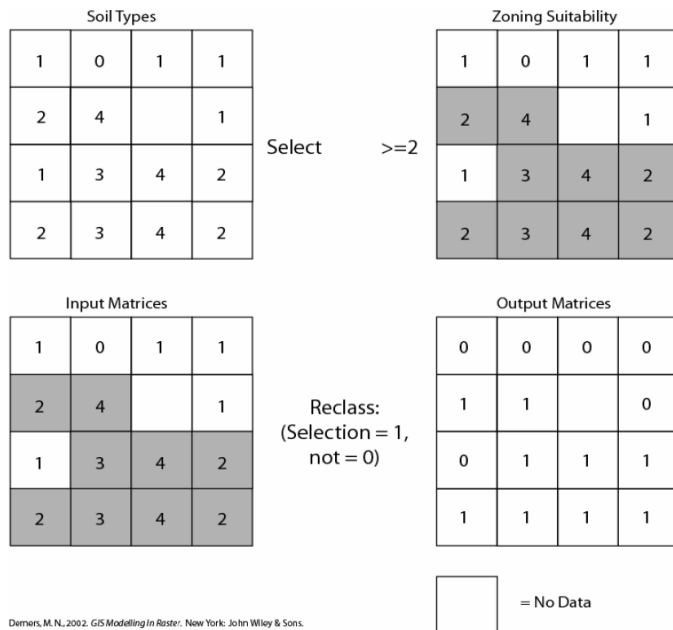 Soil Types
Zoning Suitability
1 0 1 1
1 0 1 1
2 4 1
2 4 1
Select >=2
1 3 4 2
1 3 4 2
2 3 4 2
2 3 4 2
Input Matrices
Output Matrices
1 0 1 1
0 0 0 0
2 4 1
1 1 0
Reclass:
(Selection = 1,
not = 0)
1 3 4 2
0 1 1 1
2 3 4 2
1 1 1 1
= No Data
Demers, M. N., 2002. GIS Modelling In Raster. New York: John Wiley & Sons.